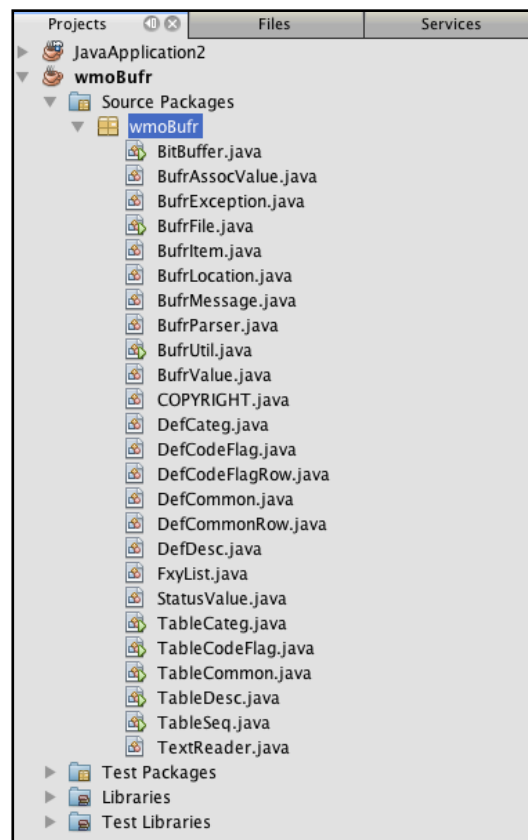 Projects Files Services
JavaApplication2
wmoBufr
Source Packages
wmoBufr
BitBuffer.java
BufrAssocValue.java
BufrException.java
BufrFile.java
BufrItem.java
BufrLocation.java
BufrMessage.java
BufrParser.java
BufrUtil.java
BufrValue.java
COPYRIGHT.java
DefCateg.java
DefCodeFlag.java
DefCodeFlagRow.java
DefCommon.java
DefCommonRow.java
DefDesc.java
FxyList.java
StatusValue.java
TableCateg.java
TableCodeFlag.java
TableCommon.java
TableDesc.java
TableSeq.java
TextReader.java
Test Packages
Libraries
Test Libraries